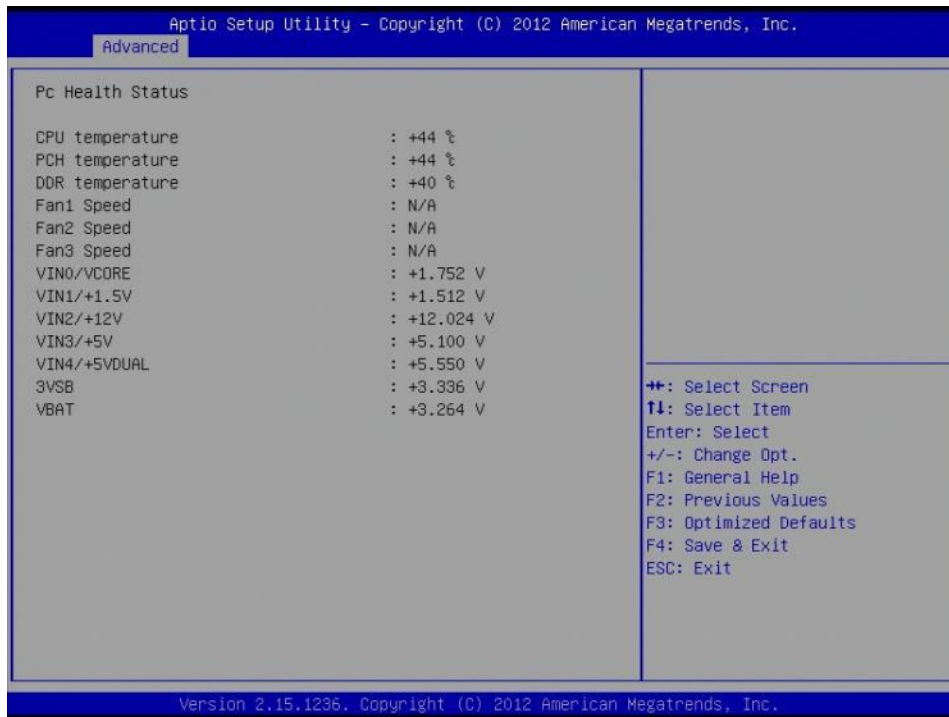 Aptio Setup Utility – Copyright (C) 2012 American Megatrends, Inc.
Advanced
Pc Health Status
CPU temperature : +44 ℃
PCH temperature : +44 ℃
DDR temperature : +40 ℃
Fan1 Speed : N/A
Fan2 Speed : N/A
Fan3 Speed : N/A
VIN0/VCORE : +1.752 V
VIN1/+1.5V : +1.512 V
VIN2/+12V : +12.024 V
VIN3/+5V : +5.100 V
VIN4/+5VDUAL : +5.550 V
3VSB : +3.336 V
VBAT : +3.264 V
→←: Select Screen
↑↓: Select Item
Enter: Select
+/-: Change Opt.
F1: General Help
F2: Previous Values
F3: Optimized Defaults
F4: Save & Exit
ESC: Exit
Version 2.15.1236. Copyright (C) 2012 American Megatrends, Inc.